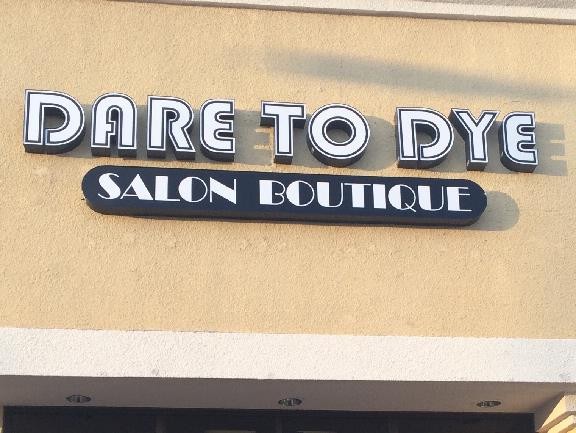 DARE TO DYE
SALON BOUTIQUE